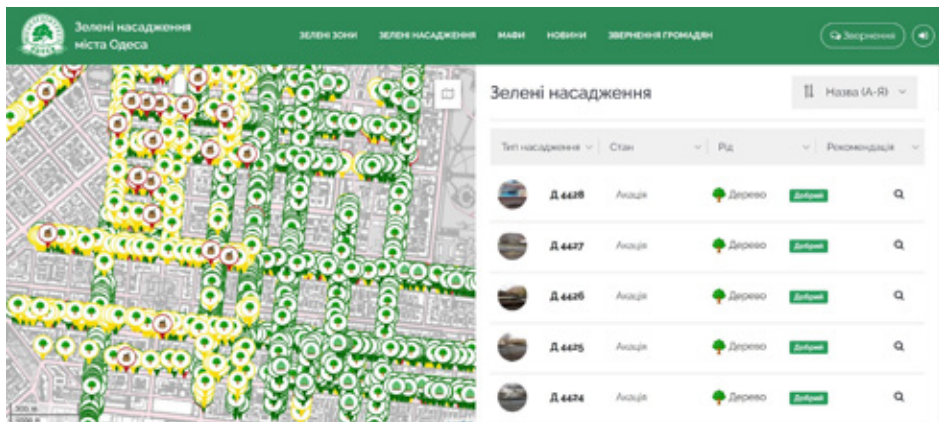 Зелені насадження
міста Одеса
ЗЕЛЕНІ ЗОНИ ЗЕЛЕНІ НАСАДЖЕННЯ МАФИ НОВИНИ ЗВЕРНЕННЯ ГРОМАДЯН
Звернення
Зелені насадження
Назва (А-Я)
Тип насадження Стан Рід Рекомендація
Д 4428 Акація Дерево Добрий
Д 4427 Акація Дерево Добрий
Д 4426 Акація Дерево Добрий
Д 4425 Акація Дерево Добрий
Д 4424 Акація Дерево Добрий
300 m